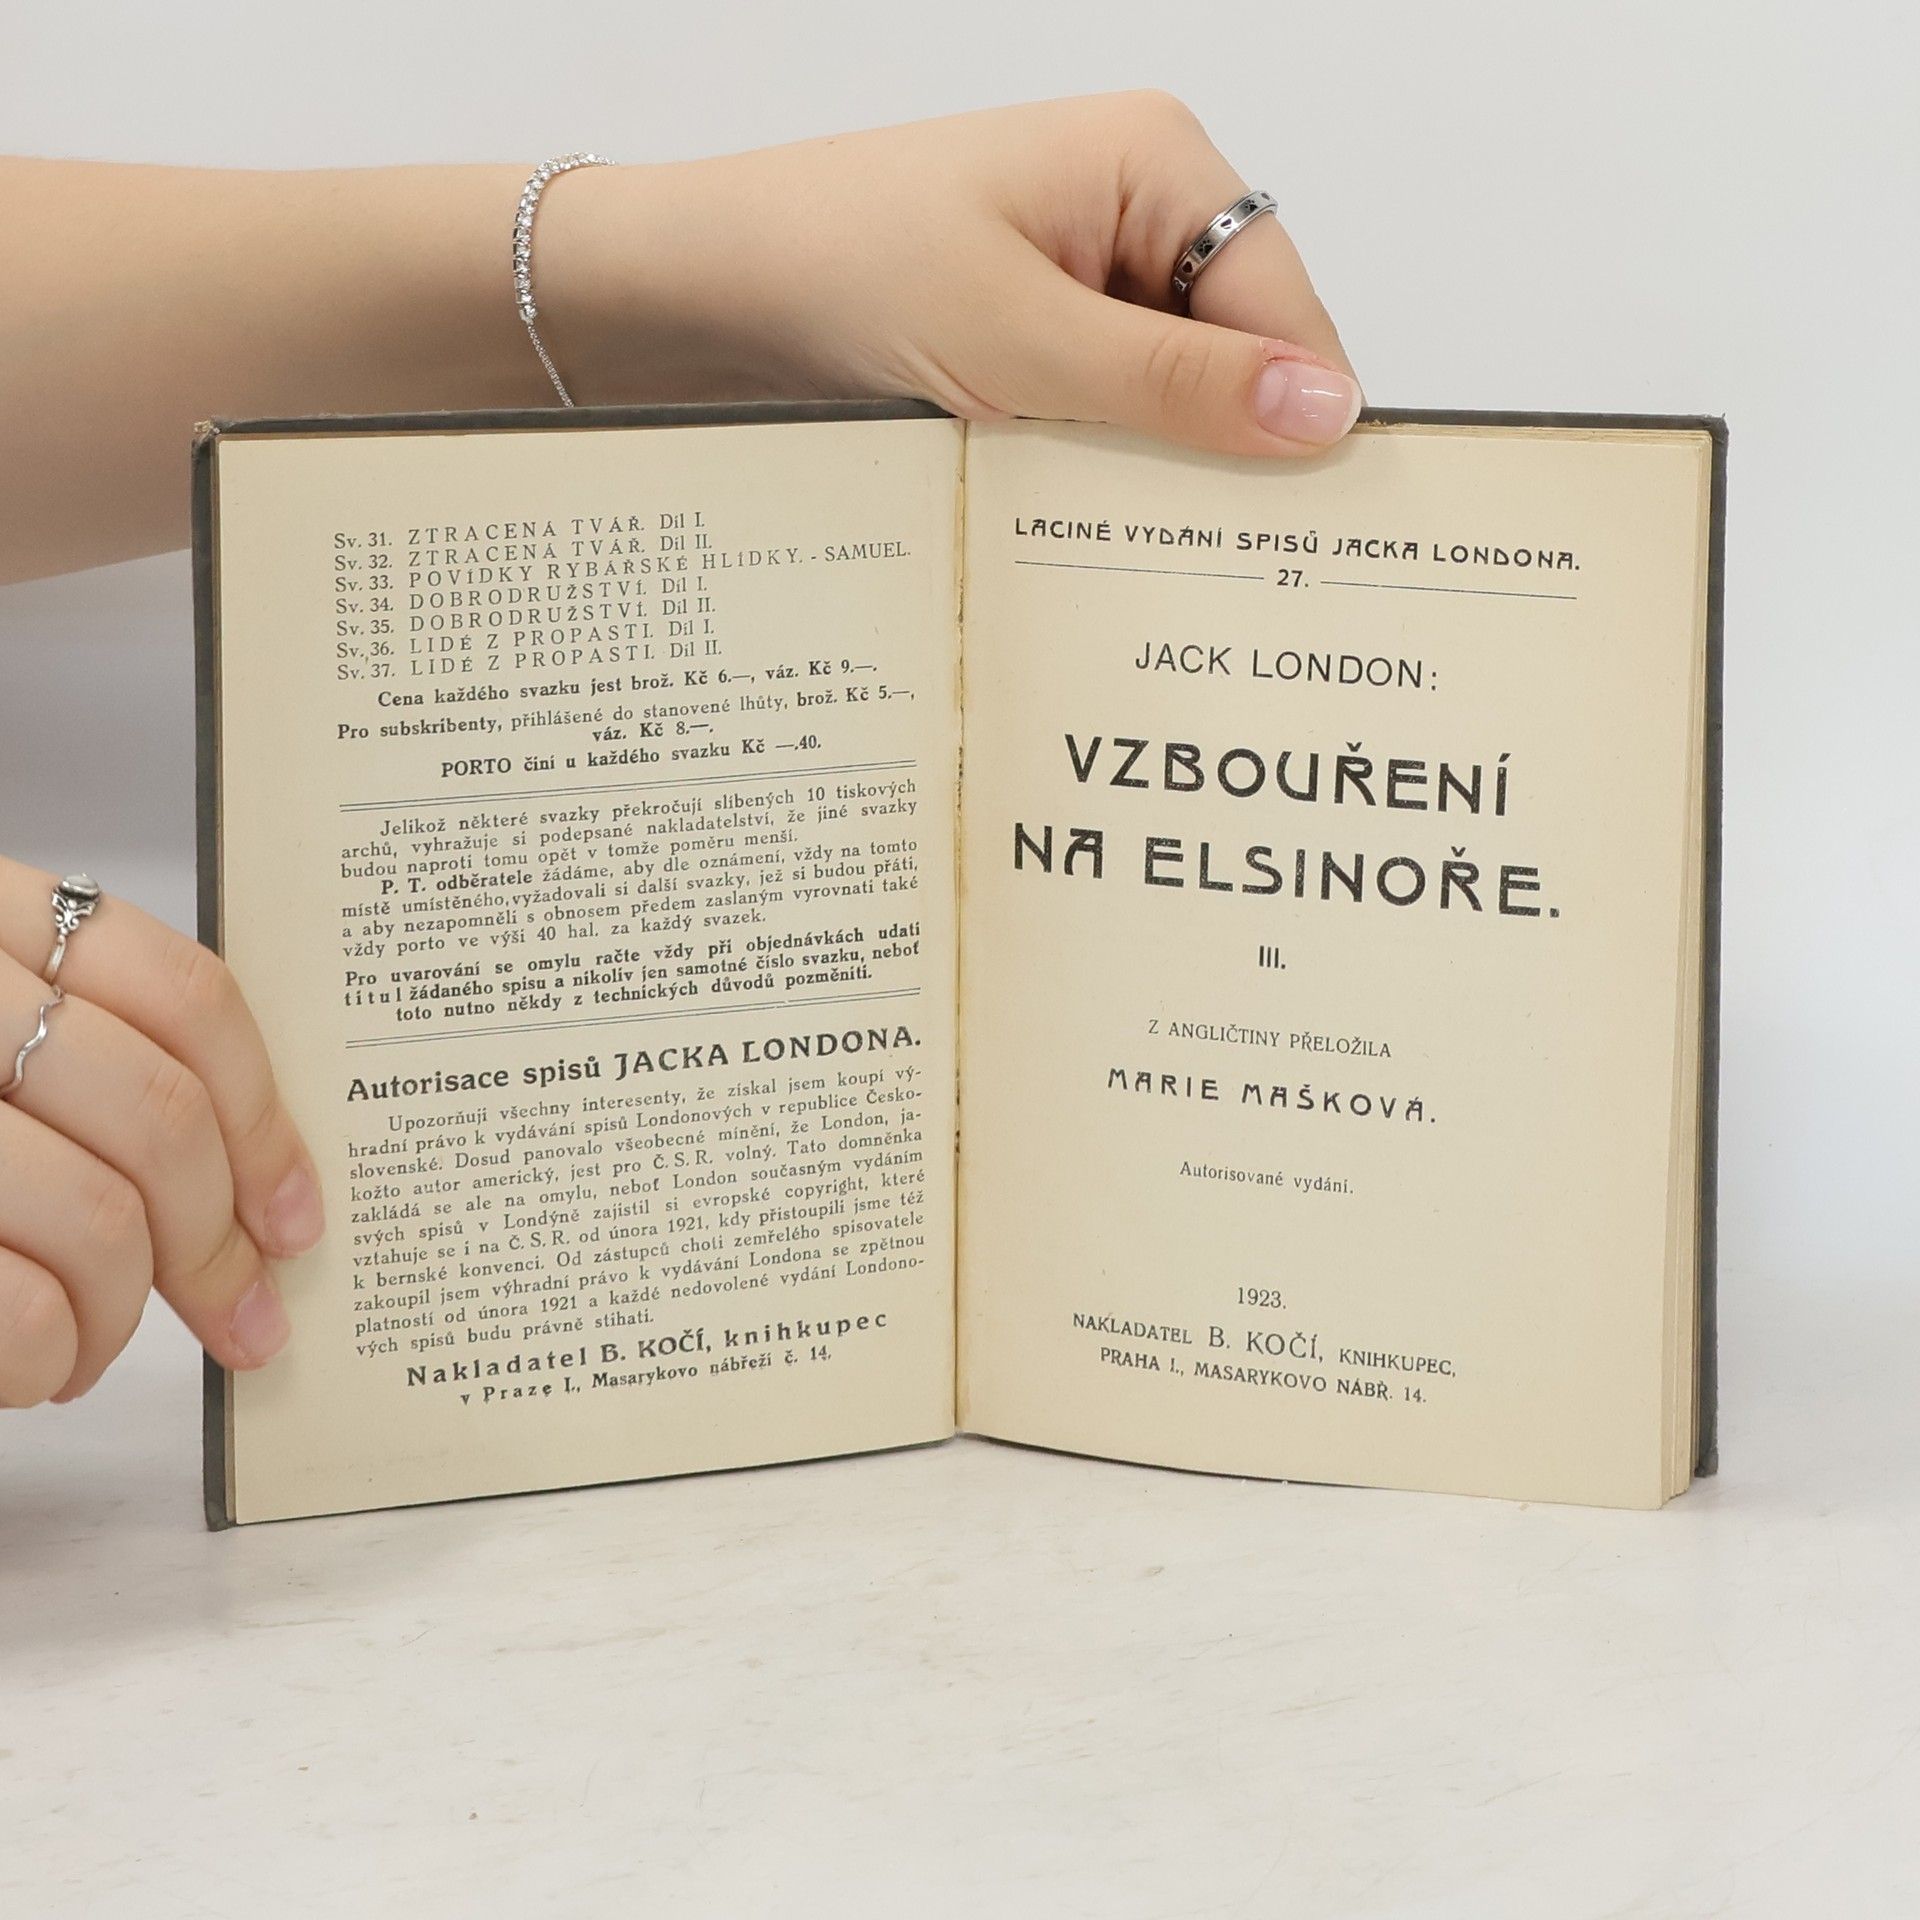 Sv. 31. ZTRACENÁ TVÁŘ. Díl I.
Sv. 32. ZTRACENÁ TVÁŘ. Díl II.
Sv. 33. POVÍDKY RYBÁŘSKÉ HLÍDKY. - SAMUEL.
Sv. 34. DOBRODRUŽSTVÍ. Díl I.
Sv. 35. DOBRODRUŽSTVÍ. Díl II.
Sv. 36. LIDÉ Z PROPASTI. Díl I.
Sv. 37. LIDÉ Z PROPASTI. Díl II.
Cena každého svazku jest brož. Kč 6.—, váz. Kč 9.—.
Pro subskribenty, přihlášené do stanovené lhůty, brož. Kč 5.—,
váz. Kč 8.—.
PORTO činí u každého svazku Kč —.40.
Jelikož některé svazky překročují slíbených 10 tiskových
archů, vyhražuje si podepsané nakladatelství, že jiné svazky
budou naproti tomu opět v tomže poměru menší.
P. T. odběratele žádáme, aby dle oznámení, vždy na tomto
místě umístěného, vyžadovali si další svazky, jež si budou přáti,
a aby nezapomněli s obnosem předem zaslaným vyrovnati také
vždy porto ve výši 40 hal. za každý svazek.
Pro uvarování se omylu račte vždy při objednávkách udati
titul žádaného spisu a nikoliv jen samotné číslo svazku, neboť
toto nutno někdy z technických důvodů pozměniti.
Autorisace spisů JACKA LONDONA.
Upozorňuji všechny interesenty, že získal jsem koupí vý-
hradní právo k vydávání spisů Londonových v republice Česko-
slovenské. Dosud panovalo všeobecné mínění, že London, ja-
kožto autor americký, jest pro Č. S. R. volný. Tato domněnka
zakládá se ale na omylu, neboť London současným vydáním
svých spisů v Londýně zajistil si evropské copyright, které
vztahuje se i na Č. S. R. od února 1921, kdy přistoupili jsme též
k bernské konvenci. Od zástupců choti zemřelého spisovatele
zakoupil jsem výhradní právo k vydávání Londona se zpětnou
platností od února 1921 a každé nedovolené vydání Londono-
vých spisů budu právně stíhati.
Nakladatel B. KOČÍ, knihkupec
v Praze I., Masarykovo nábřeží č. 14.
LACINÉ VYDÁNÍ SPISŮ JACKA LONDONA.
27.
JACK LONDON:
VZBOUŘENÍ
NA ELSINOŘE.
III.
Z ANGLIČTINY PŘELOŽILA
MARIE MAŠKOVÁ.
Autorisované vydání.
1923.
NAKLADATEL B. KOČÍ, KNIHKUPEC,
PRAHA I., MASARYKOVO NÁBŘ. 14.